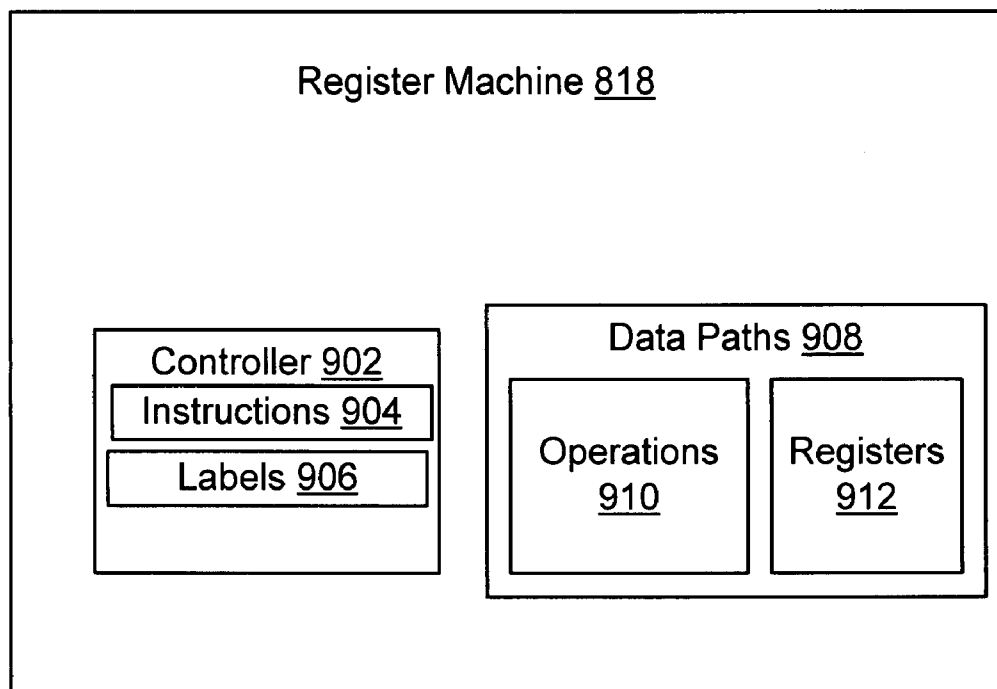 Register Machine 818
Controller 902
Instructions 904
Labels 906
Data Paths 908
Operations
910
Registers
912